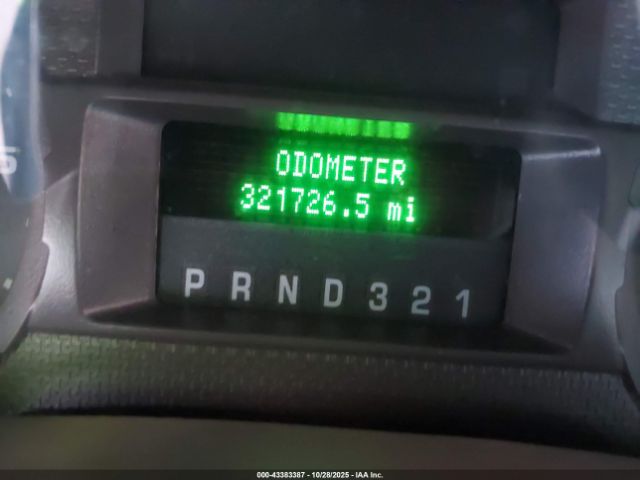 ODOMETER
321726.5 mi
P R N D 3 2 1
000-43383387 - 10/28/2025 - IAA Inc.